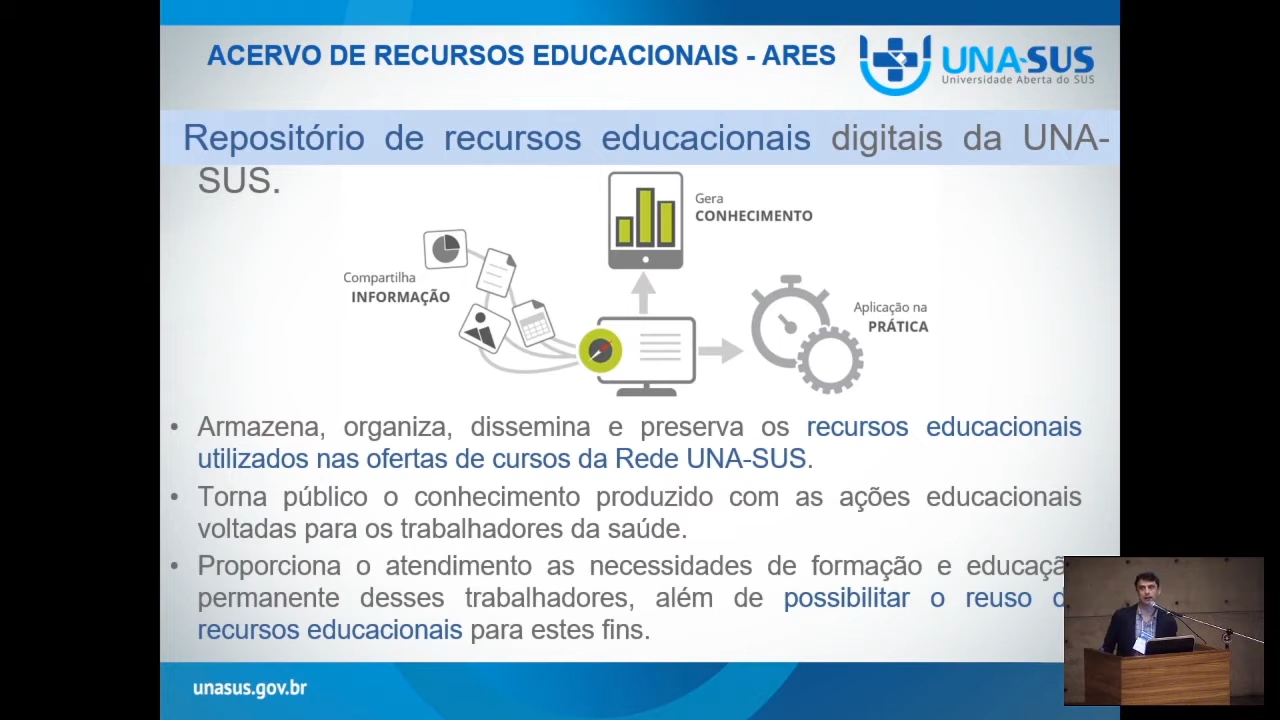 ACERVO DE RECURSOS EDUCACIONAIS - ARES
UNA-SUS
Universidade Aberta do SUS
Repositório de recursos educacionais digitais da UNA-
SUS.
Gera
CONHECIMENTO
Compartilha
INFORMAÇÃO
Aplicação na
PRÁTICA
• Armazena, organiza, dissemina e preserva os recursos educacionais
utilizados nas ofertas de cursos da Rede UNA-SUS.
• Torna público o conhecimento produzido com as ações educacionais
voltadas para os trabalhadores da saúde.
• Proporciona o atendimento as necessidades de formação e
permanente desses trabalhadores, além de possibilitar o reuso
recursos educacionais para estes fins.
unasus.gov.br